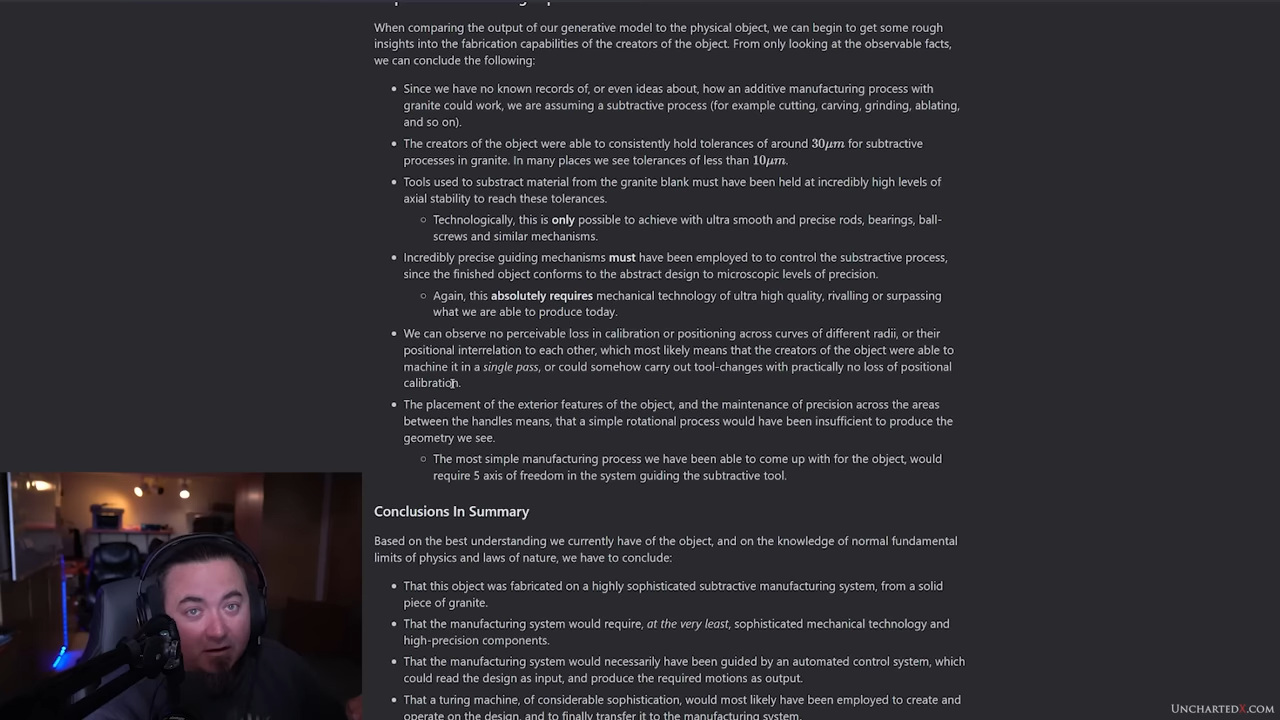 When comparing the output of our generative model to the physical object, we can begin to get some rough
insights into the fabrication capabilities of the creators of the object. From only looking at the observable facts,
we can conclude the following:
• Since we have no known records of, or even ideas about, how an additive manufacturing process with
granite could work, we are assuming a subtractive process (for example cutting, carving, grinding, ablating,
and so on).
• The creators of the object were able to consistently hold tolerances of around 30μm for subtractive
processes in granite. In many places we see tolerances of less than 10μm.
• Tools used to substract material from the granite blank must have been held at incredibly high levels of
axial stability to reach these tolerances.
◦ Technologically, this is only possible to achieve with ultra smooth and precise rods, bearings, ball-
screws and similar mechanisms.
• Incredibly precise guiding mechanisms must have been employed to to control the substractive process,
since the finished object conforms to the abstract design to microscopic levels of precision.
◦ Again, this absolutely requires mechanical technology of ultra high quality, rivalling or surpassing
what we are able to produce today.
• We can observe no perceivable loss in calibration or positioning across curves of different radii, or their
positional interrelation to each other, which most likely means that the creators of the object were able to
machine it in a single pass, or could somehow carry out tool-changes with practically no loss of positional
calibration.
• The placement of the exterior features of the object, and the maintenance of precision across the areas
between the handles means, that a simple rotational process would have been insufficient to produce the
geometry we see.
◦ The most simple manufacturing process we have been able to come up with for the object, would
require 5 axis of freedom in the system guiding the subtractive tool.
Conclusions In Summary
Based on the best understanding we currently have of the object, and on the knowledge of normal fundamental
limits of physics and laws of nature, we have to conclude:
• That this object was fabricated on a highly sophisticated subtractive manufacturing system, from a solid
piece of granite.
• That the manufacturing system would require, at the very least, sophisticated mechanical technology and
high-precision components.
• That the manufacturing system would necessarily have been guided by an automated control system, which
could read the design as input, and produce the required motions as output.
• That a turing machine, of considerable sophistication, would most likely have been employed to create and
operate on the design, and to finally transfer it to the manufacturing system.
UNCHARTEDX.COM